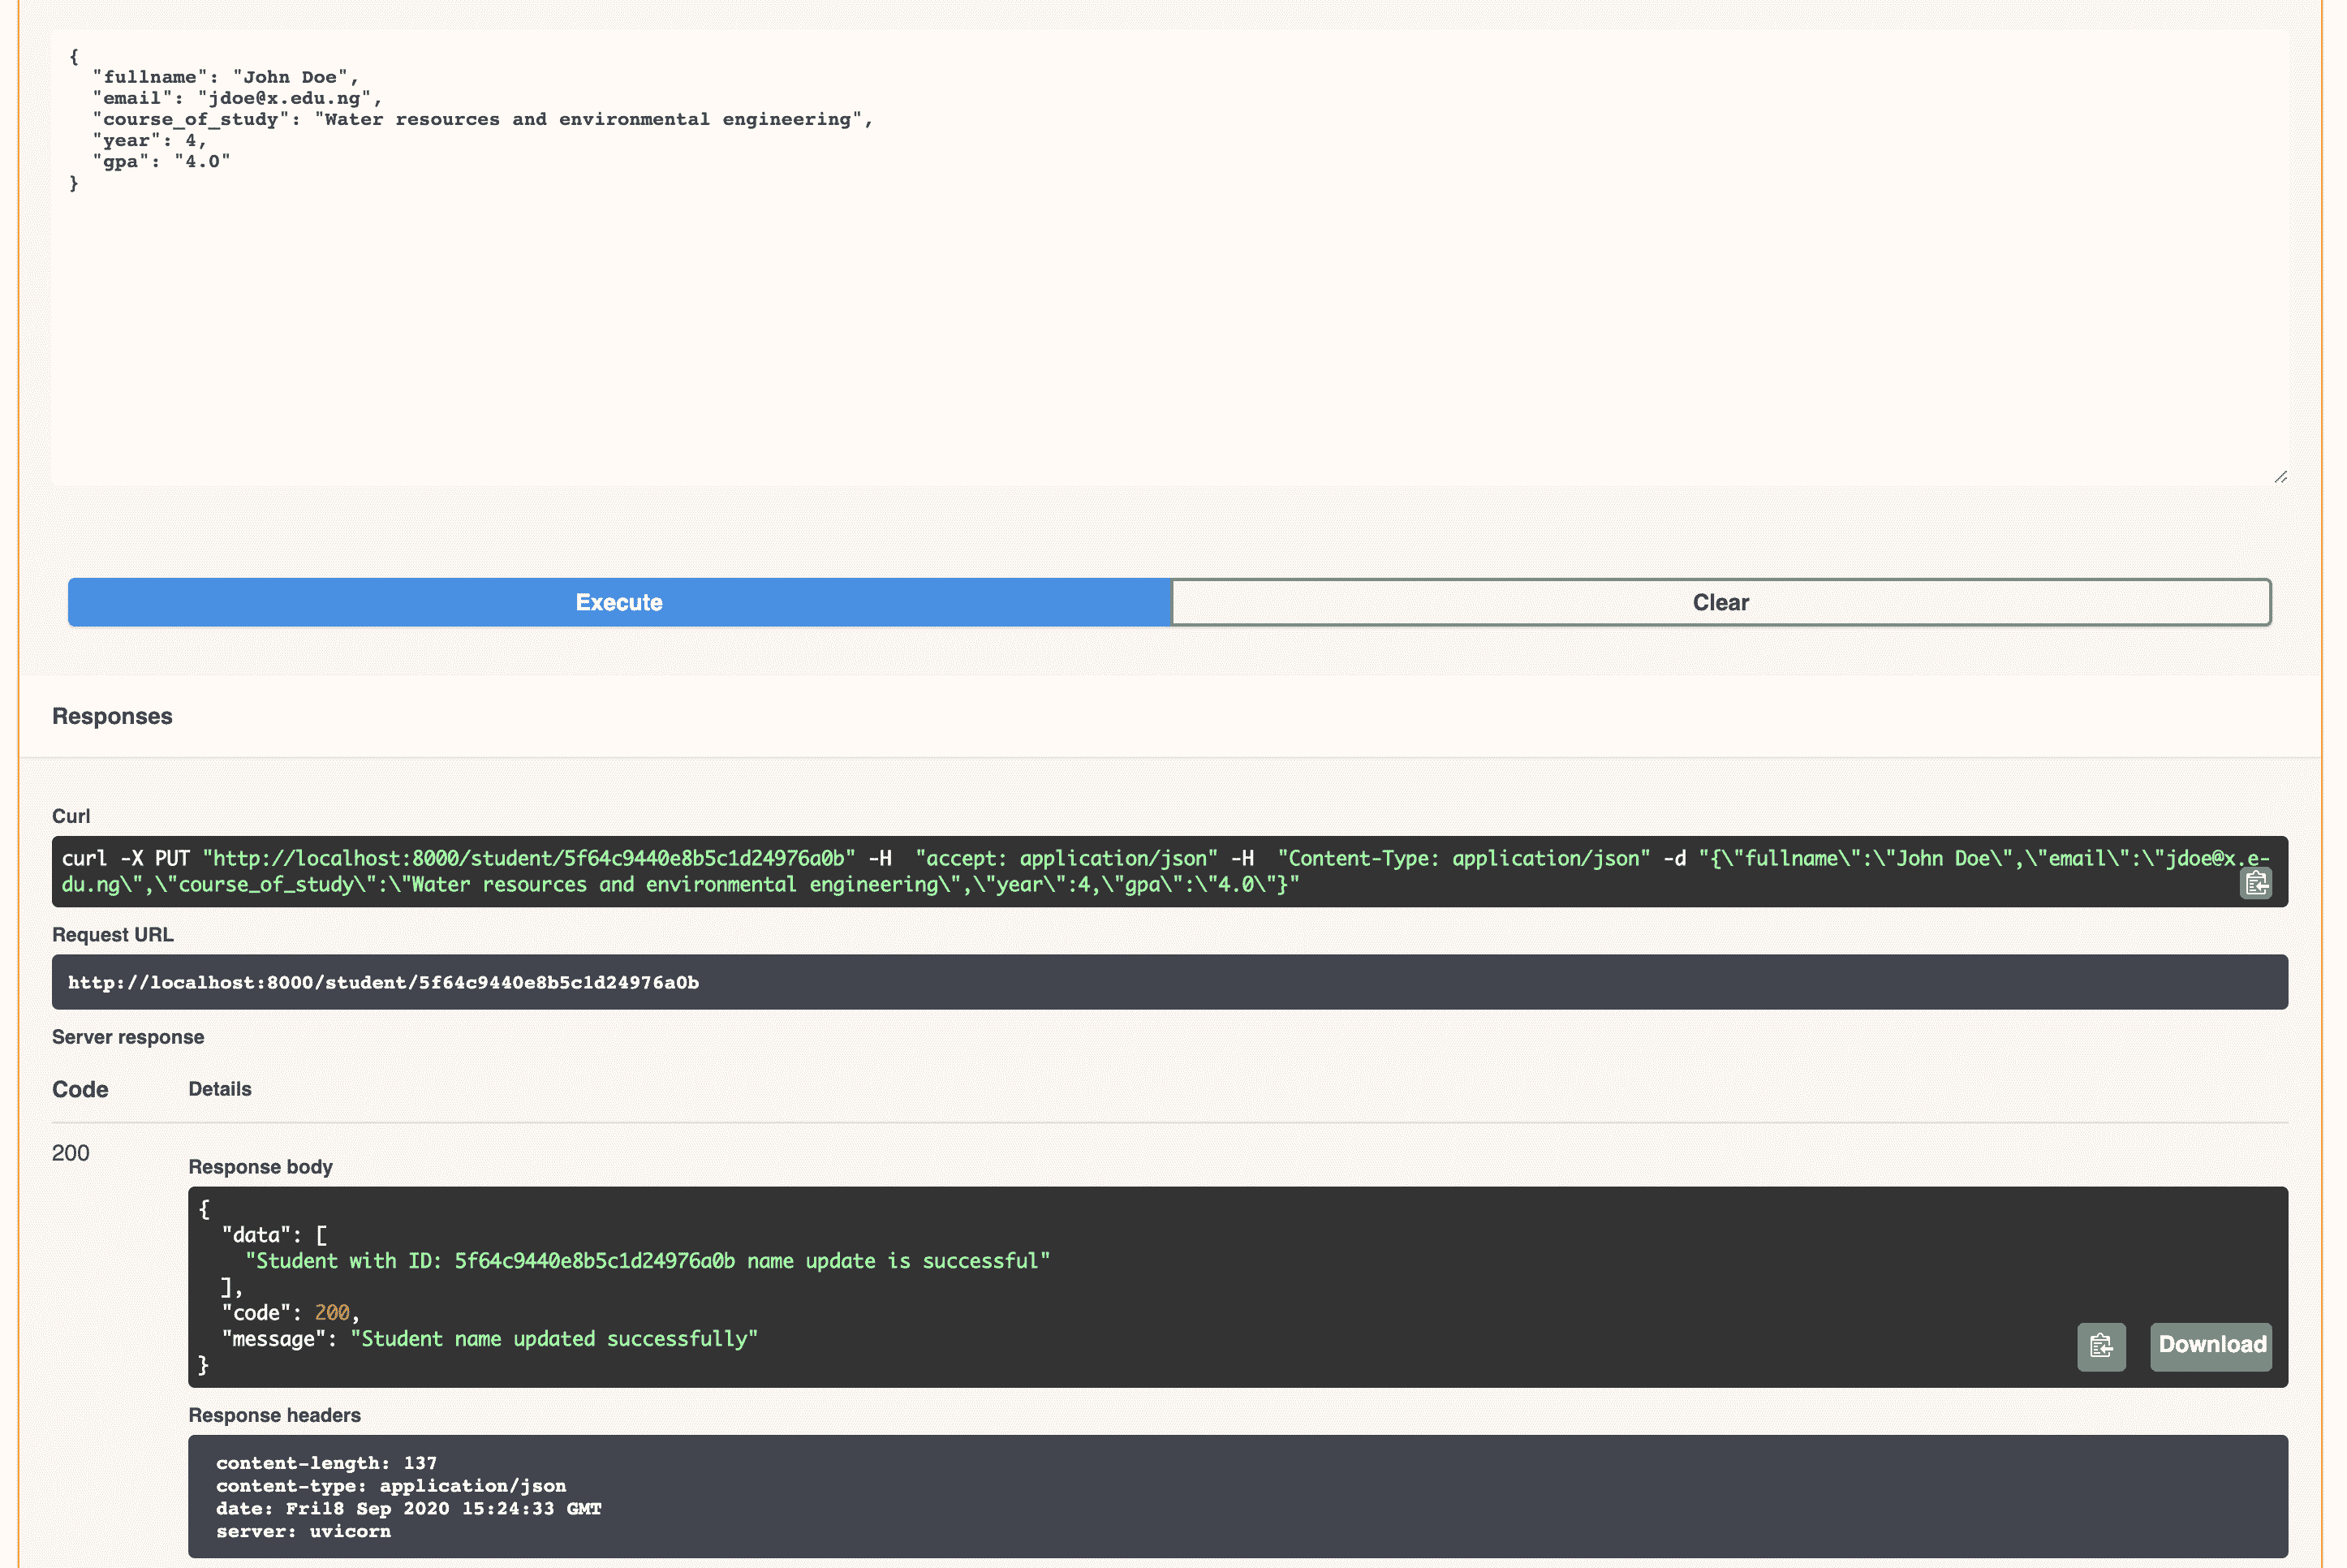 {
  "fullname": "John Doe",
  "email": "jdoe@x.edu.ng",
  "course_of_study": "Water resources and environmental engineering",
  "year": 4,
  "gpa": "4.0"
}
Execute
Clear
Responses
Curl
curl -X PUT "http://localhost:8000/student/5f64c9440e8b5c1d24976a0b" -H  "accept: application/json" -H  "Content-Type: application/json" -d "{\"fullname\":\"John Doe\",\"email\":\"jdoe@x.e-
du.ng\",\"course_of_study\":\"Water resources and environmental engineering\",\"year\":4,\"gpa\":\"4.0\"}"
Request URL
http://localhost:8000/student/5f64c9440e8b5c1d24976a0b
Server response
Code Details
200
Response body
{
  "data": [
    "Student with ID: 5f64c9440e8b5c1d24976a0b name update is successful"
  ],
  "code": 200,
  "message": "Student name updated successfully"
}
Download
Response headers
content-length: 137
content-type: application/json
date: Fri18 Sep 2020 15:24:33 GMT
server: uvicorn